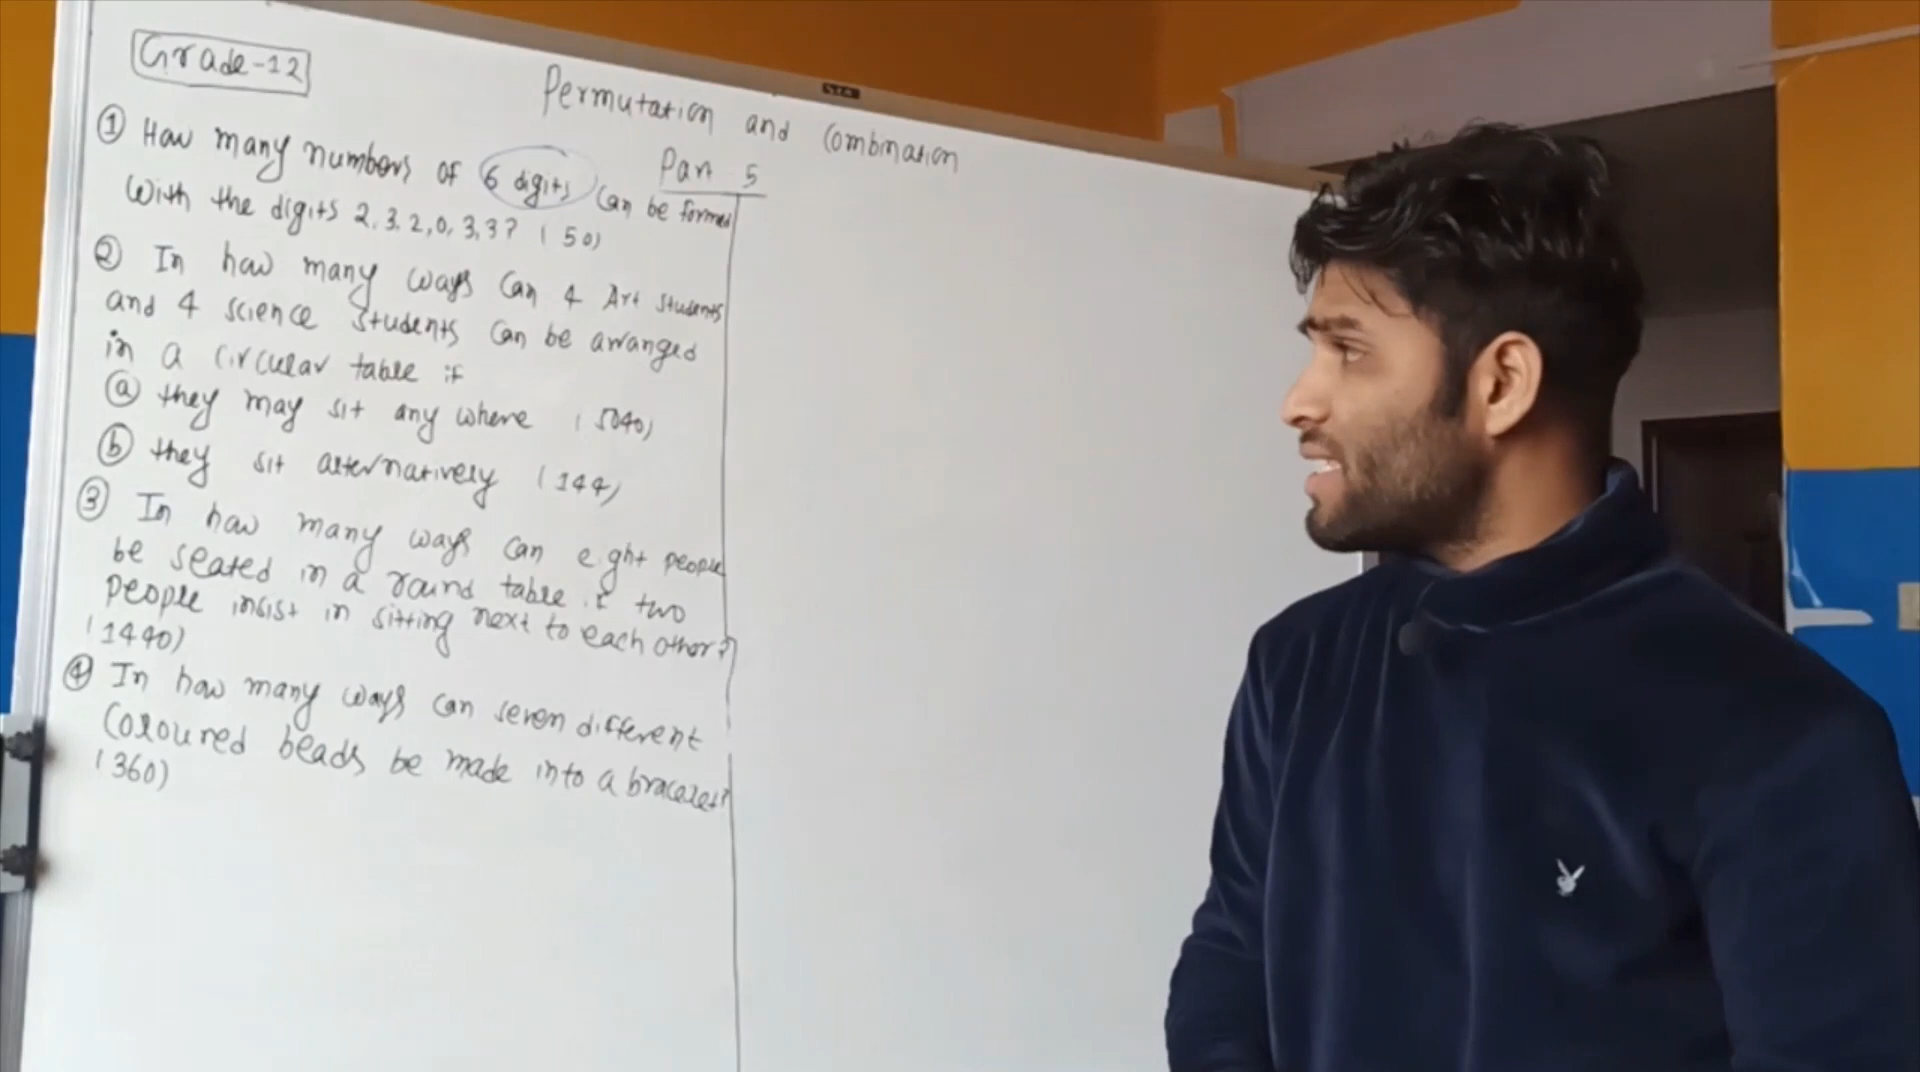 Grade-12
Permutation and Combination
Part 5
① How many numbers of 6 digits can be formed
with the digits 2, 3, 2, 0, 3, 3? (50)
② In how many ways can 4 Art students
and 4 science students can be arranged
in a circular table if
ⓐ they may sit any where (5040)
ⓑ they sit alternatively (144)
③ In how many ways can eight people
be seated in a round table if two
people insist in sitting next to each other?
(1440)
④ In how many ways can seven different
coloured beads be made into a bracelet?
(360)